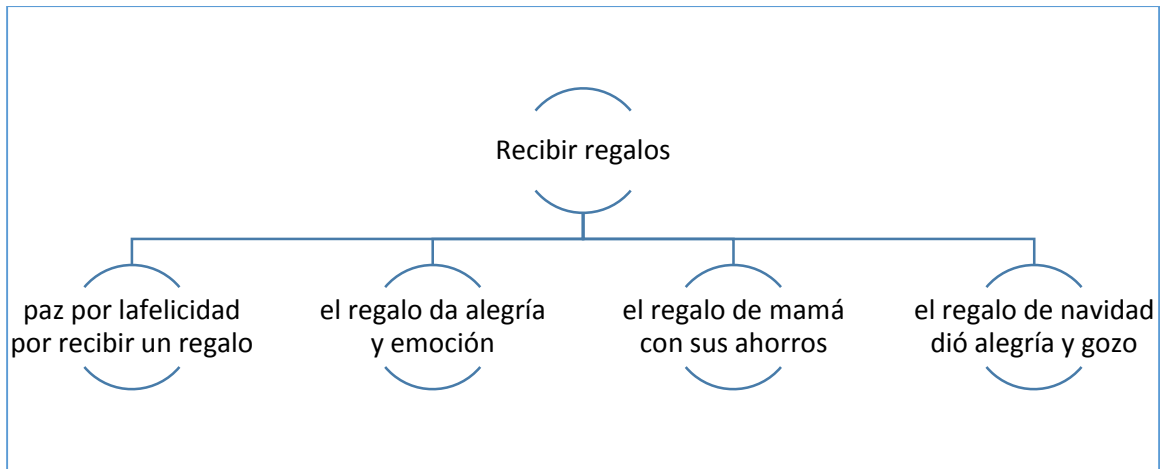 Recibir regalos
paz por lafelicidad
por recibir un regalo
el regalo da alegría
y emoción
el regalo de mamá
con sus ahorros
el regalo de navidad
dió alegría y gozo